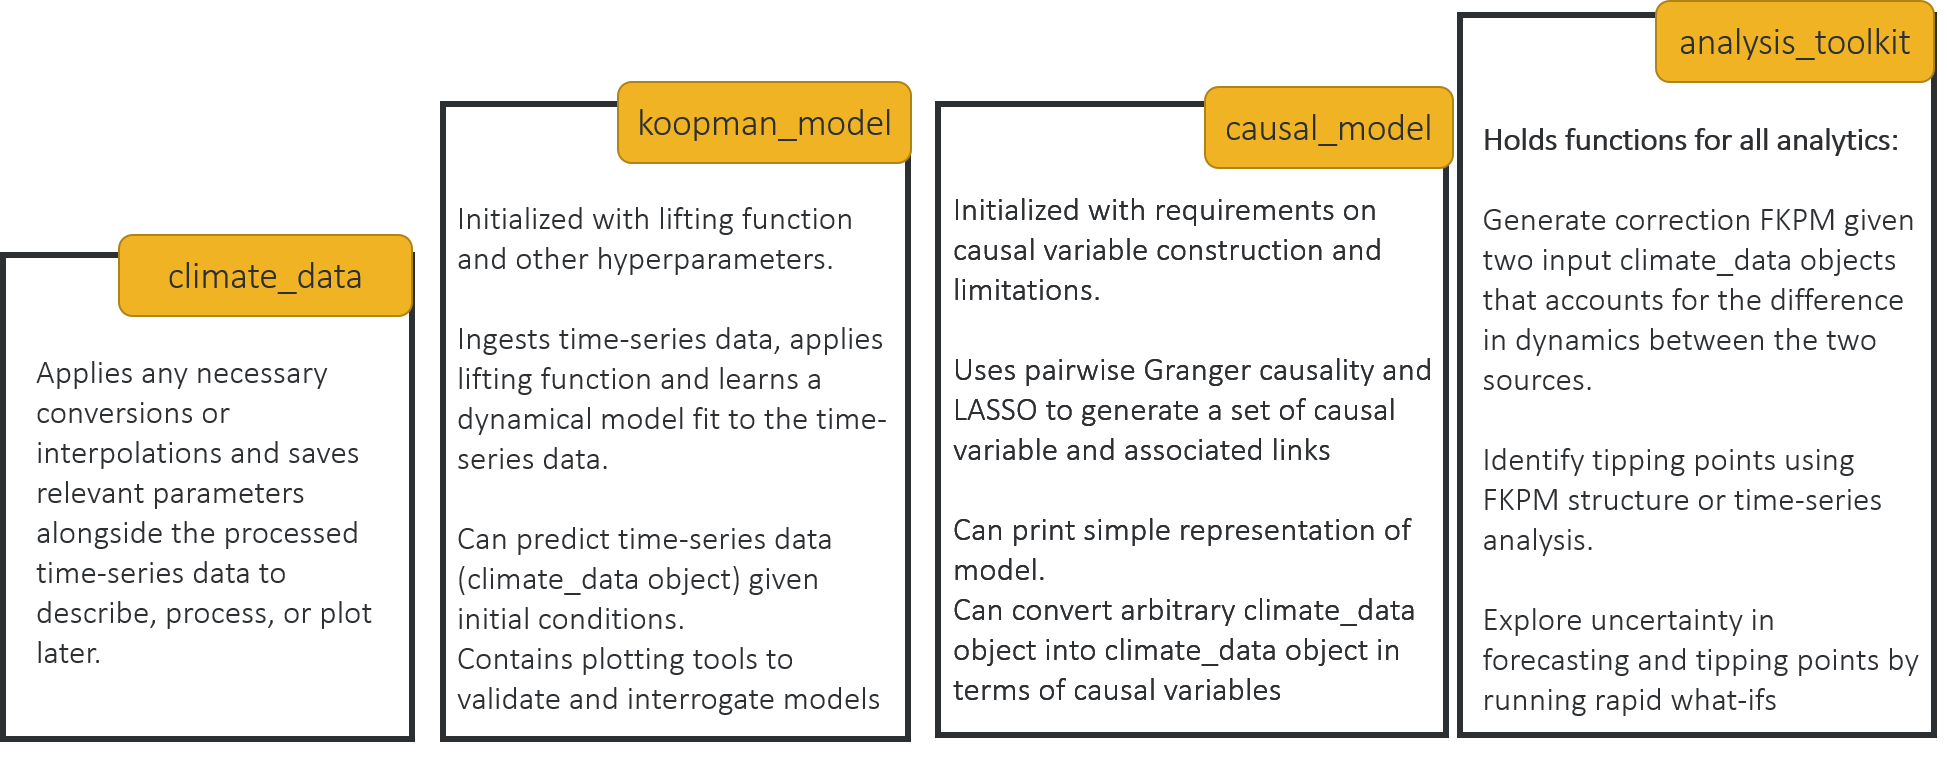 climate_data
Applies any necessary
conversions or
interpolations and saves
relevant parameters
alongside the processed
time-series data to
describe, process, or plot
later.
koopman_model
Initialized with lifting function
and other hyperparameters.
Ingests time-series data, applies
lifting function and learns a
dynamical model fit to the time-
series data.
Can predict time-series data
(climate_data object) given
initial conditions.
Contains plotting tools to
validate and interrogate models
causal_model
Initialized with requirements on
causal variable construction and
limitations.
Uses pairwise Granger causality and
LASSO to generate a set of causal
variable and associated links
Can print simple representation of
model.
Can convert arbitrary climate_data
object into climate_data object in
terms of causal variables
analysis_toolkit
Holds functions for all analytics:
Generate correction FKPM given
two input climate_data objects
that accounts for the difference
in dynamics between the two
sources.
Identify tipping points using
FKPM structure or time-series
analysis.
Explore uncertainty in
forecasting and tipping points by
running rapid what-ifs